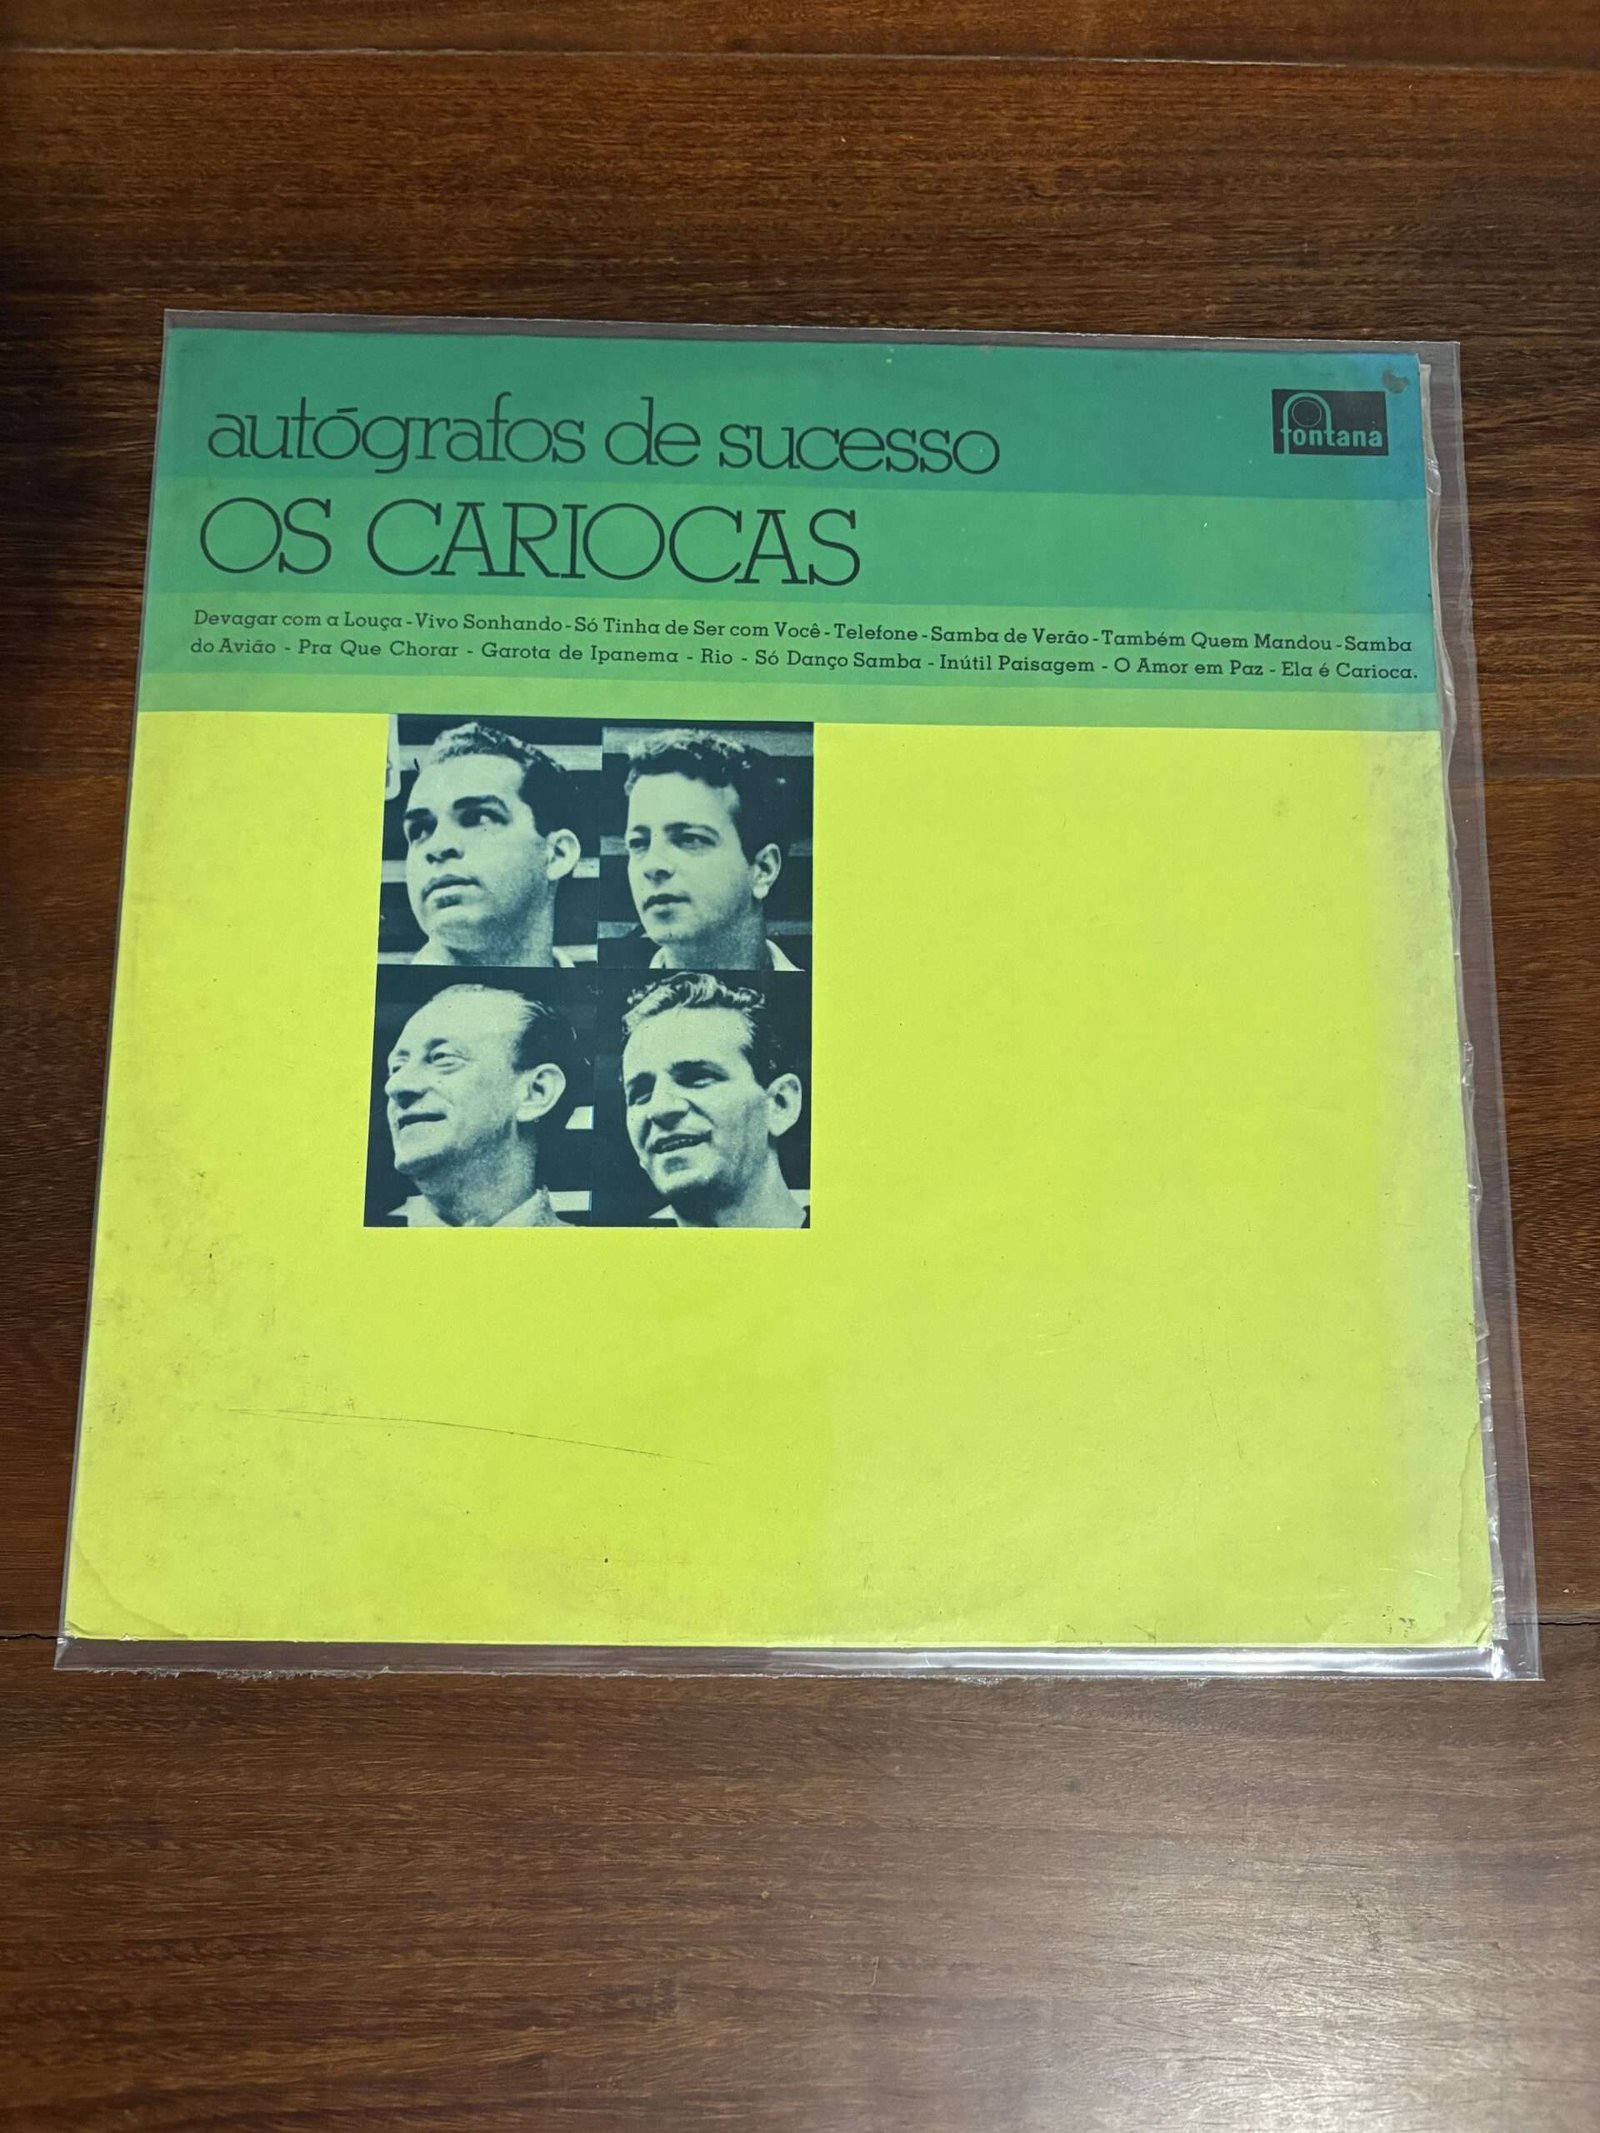 autógrafos de sucesso
fontana
OS CARIOCAS
Devagar com a Louça - Vivo Sonhando - Só Tinha de Ser com Você - Telefone - Samba de Verão - Também Quem Mandou - Samba
do Avião - Pra Que Chorar - Garota de Ipanema - Rio - Só Danço Samba - Inútil Paisagem - O Amor em Paz - Ela é Carioca.